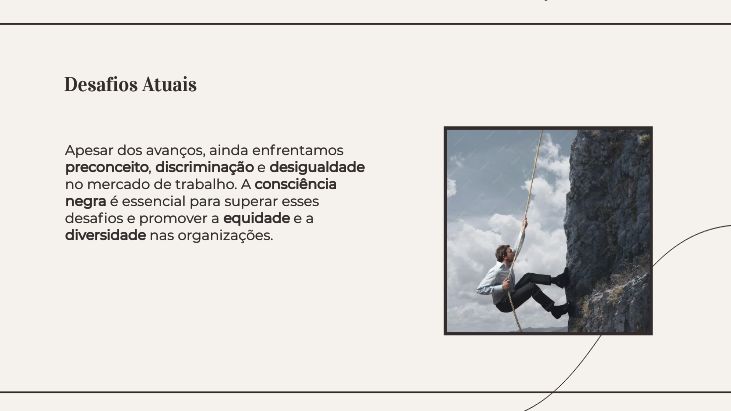 Desafios Atuais
Apesar dos avanços, ainda enfrentamos
preconceito, discriminação e desigualdade
no mercado de trabalho. A consciência
negra é essencial para superar esses
desafios e promover a equidade e a
diversidade nas organizações.